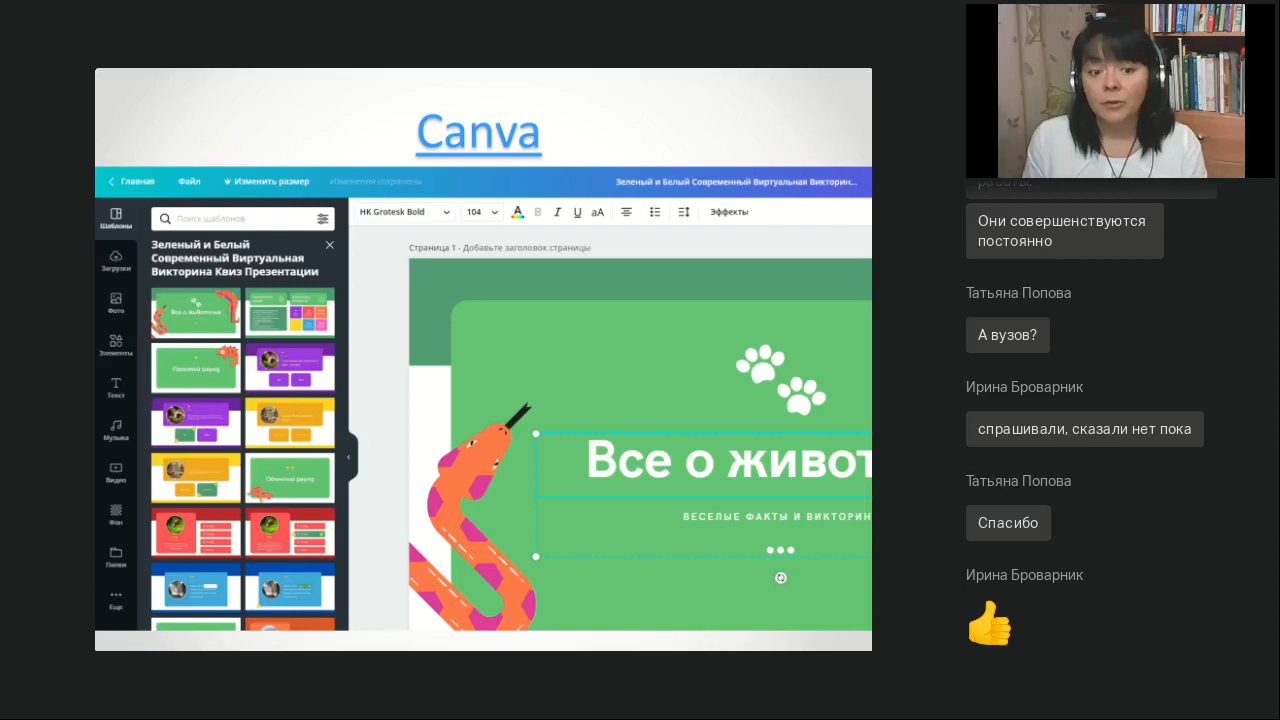 Canva
Главная
Файл
Изменить размер
Изменения сохранены
Зеленый и Белый Современный Виртуальная Викторин...
Шаблоны
Загрузки
Фото
Элементы
Текст
Музыка
Видео
Фон
Папки
Еще
Поиск шаблонов
Зеленый и Белый
Современный Виртуальная
Викторина Квиз Презентации
Все о животных
Простой раунд
Обычный раунд
HK Grotesk Bold
104
A
B
I
U
aA
Эффекты
Страница 1 - Добавьте заголовок страницы
Все о живот
ВЕСЕЛЫЕ ФАКТЫ И ВИКТОРИН
работы.
Они совершенствуются
постоянно
Татьяна Попова
А вузов?
Ирина Броварник
спрашивали, сказали нет пока
Татьяна Попова
Спасибо
Ирина Броварник